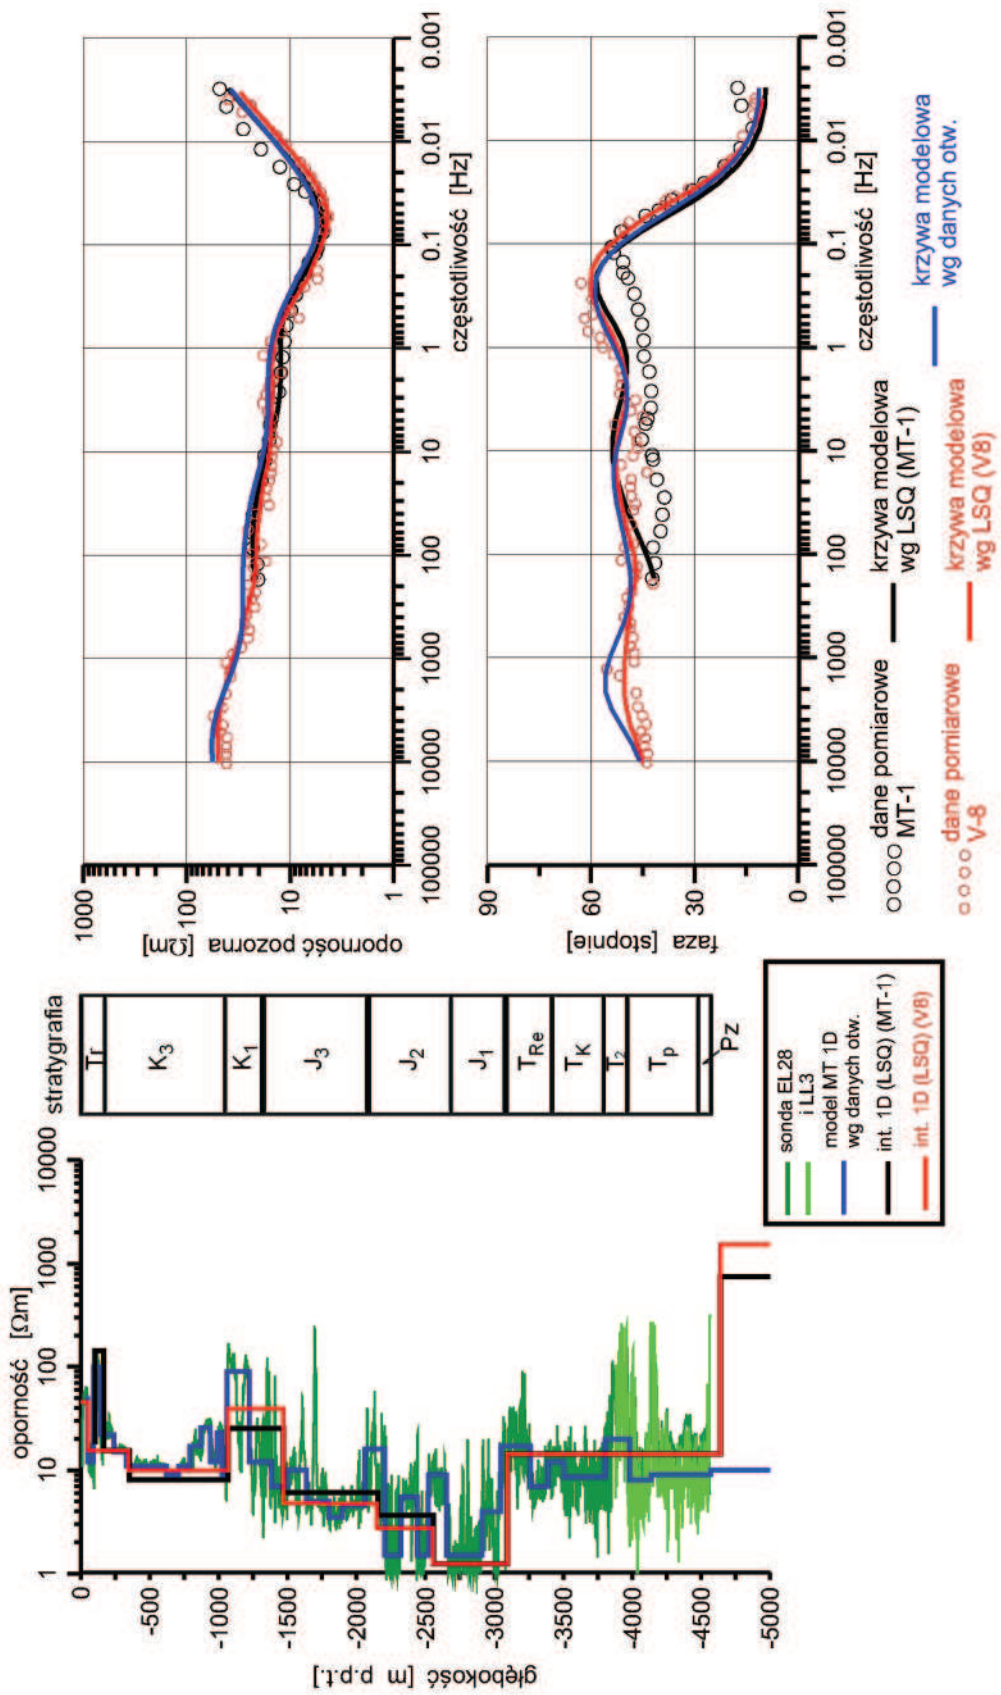 oporność [Ωm]
1
10
100
1000
10000
głębokość [m p.p.t.]
0
-500
-1000
-1500
-2000
-2500
-3000
-3500
-4000
-4500
-5000
stratygrafia
Tr
K3
K1
J3
J2
J1
TRe
TK
T2
Tp
Pz
sonda EL28
i LL3
model MT 1D
wg danych otw.
int. 1D (LSQ) (MT-1)
int. 1D (LSQ) (V8)
oporność pozorna [Ωm]
1000
100
10
1
100000
10000
1000
100
10
1
0.1
0.01
0.001
częstotliwość [Hz]
faza [stopnie]
90
60
30
0
100000
10000
1000
100
10
1
0.1
0.01
0.001
częstotliwość [Hz]
dane pomiarowe
MT-1
krzywa modelowa
wg LSQ (MT-1)
dane pomiarowe
V-8
krzywa modelowa
wg LSQ (V8)
krzywa modelowa
wg danych otw.